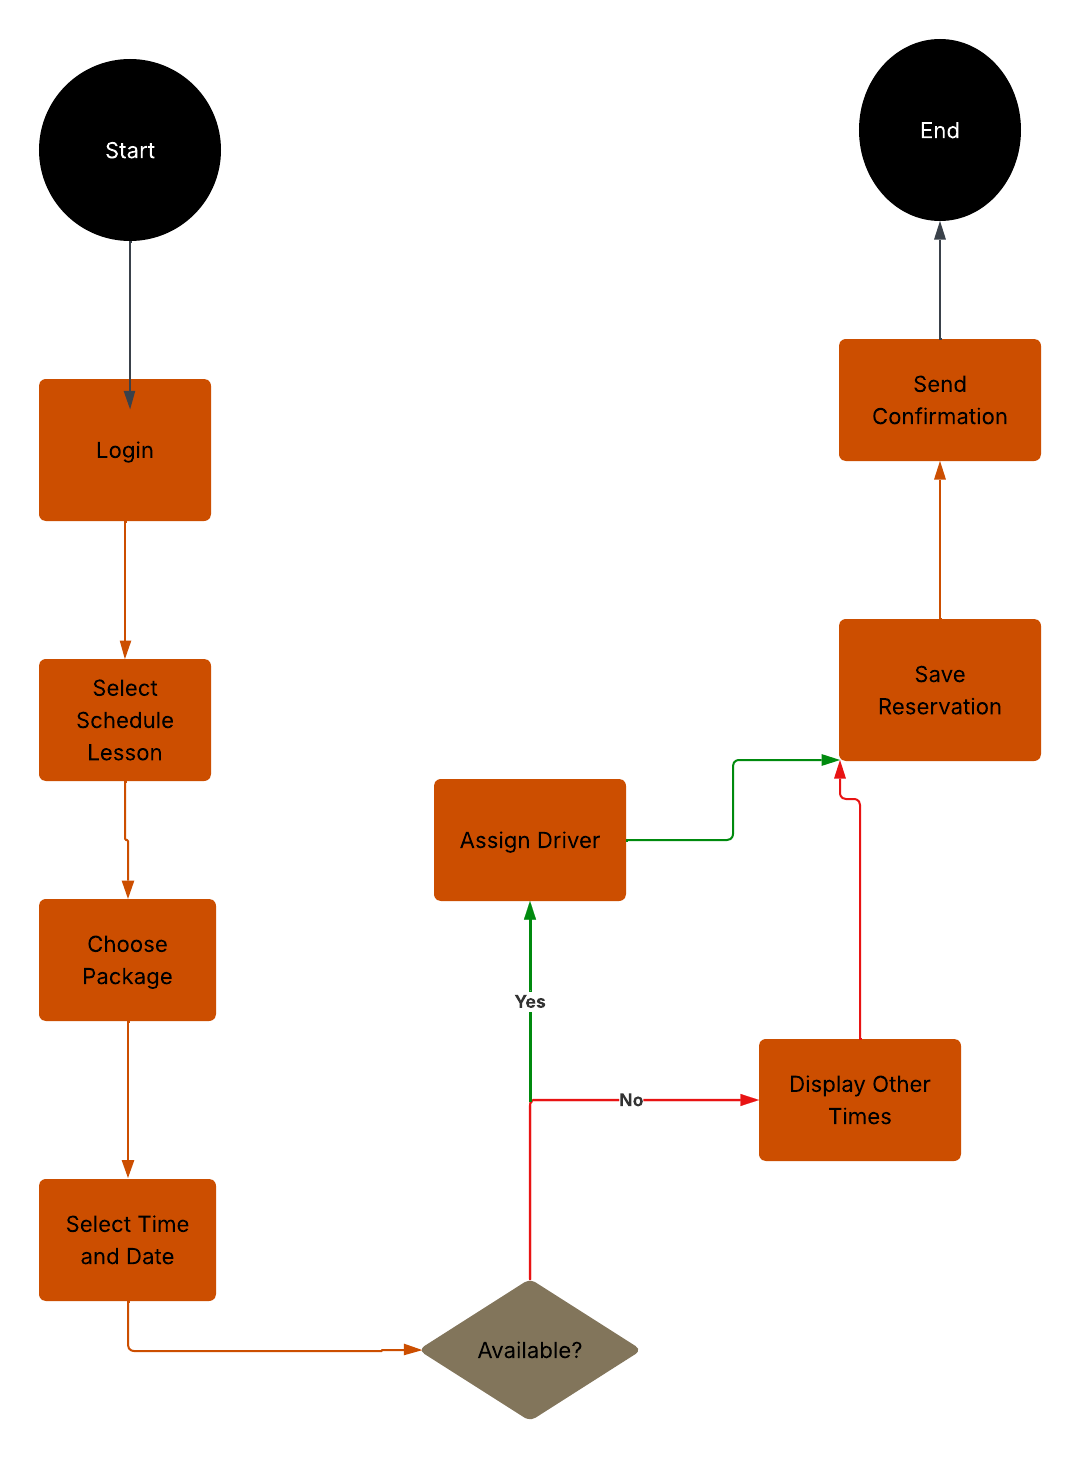 Start
Login
Select
Schedule
Lesson
Choose
Package
Select Time
and Date
Available?
Yes
No
Assign Driver
Display Other
Times
Save
Reservation
Send
Confirmation
End